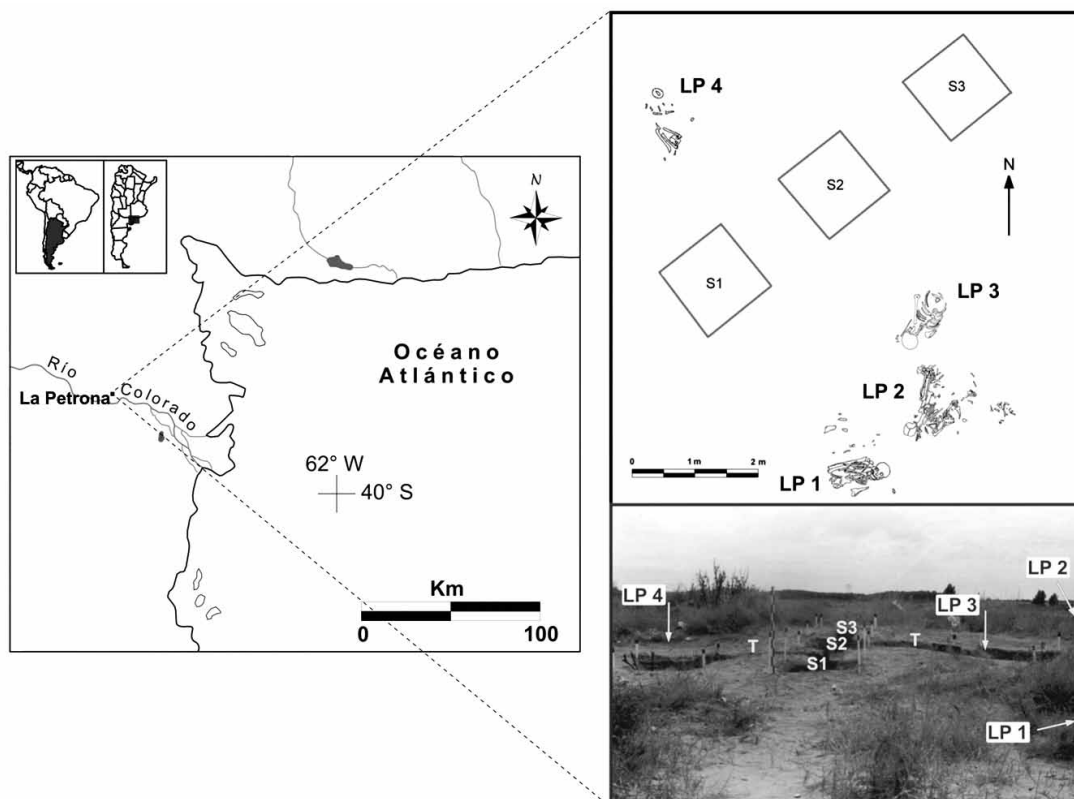 N
Océano
Atlántico
Río
Colorado
La Petrona
62° W
40° S
Km
0 100
LP 4
S3
S2
N
S1
LP 3
LP 2
0 1 m 2 m
LP 1
LP 2
LP 4
LP 3
S3
T
S2
T
S1
LP 1